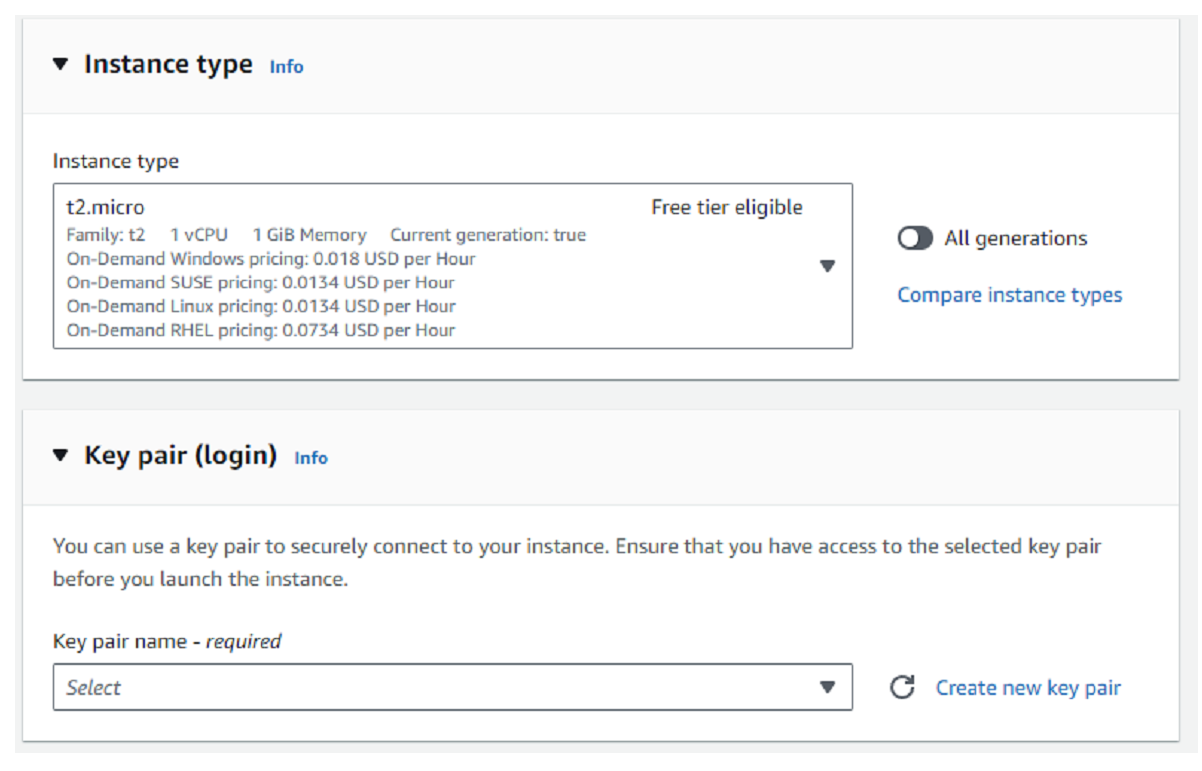 Instance type Info
Instance type
t2.micro Free tier eligible
Family: t2 1 vCPU 1 GiB Memory Current generation: true
On-Demand Windows pricing: 0.018 USD per Hour
On-Demand SUSE pricing: 0.0134 USD per Hour
On-Demand Linux pricing: 0.0134 USD per Hour
On-Demand RHEL pricing: 0.0734 USD per Hour
All generations
Compare instance types
Key pair (login) Info
You can use a key pair to securely connect to your instance. Ensure that you have access to the selected key pair
before you launch the instance.
Key pair name - required
Select
Create new key pair